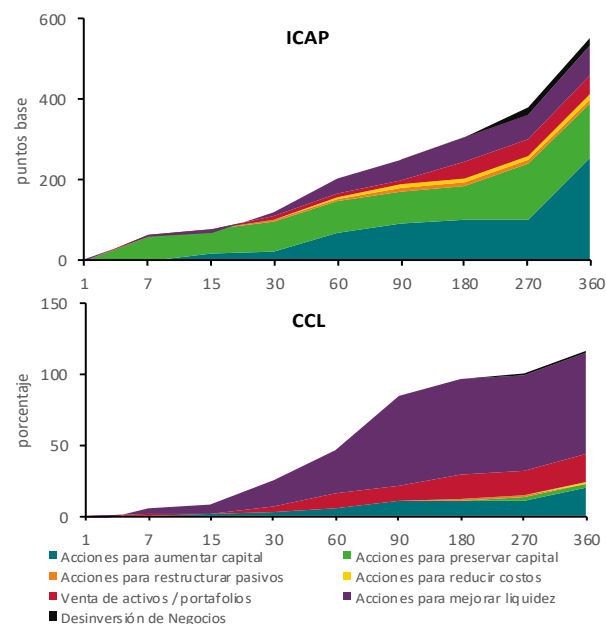 ICAP
puntos base
600
400
200
0
1 7 15 30 60 90 180 270 360
CCL
porcentaje
150
100
50
0
1 7 15 30 60 90 180 270 360
Acciones para aumentar capital
Acciones para preservar capital
Acciones para restructurar pasivos
Acciones para reducir costos
Venta de activos / portafolios
Acciones para mejorar liquidez
Desinversión de Negocios